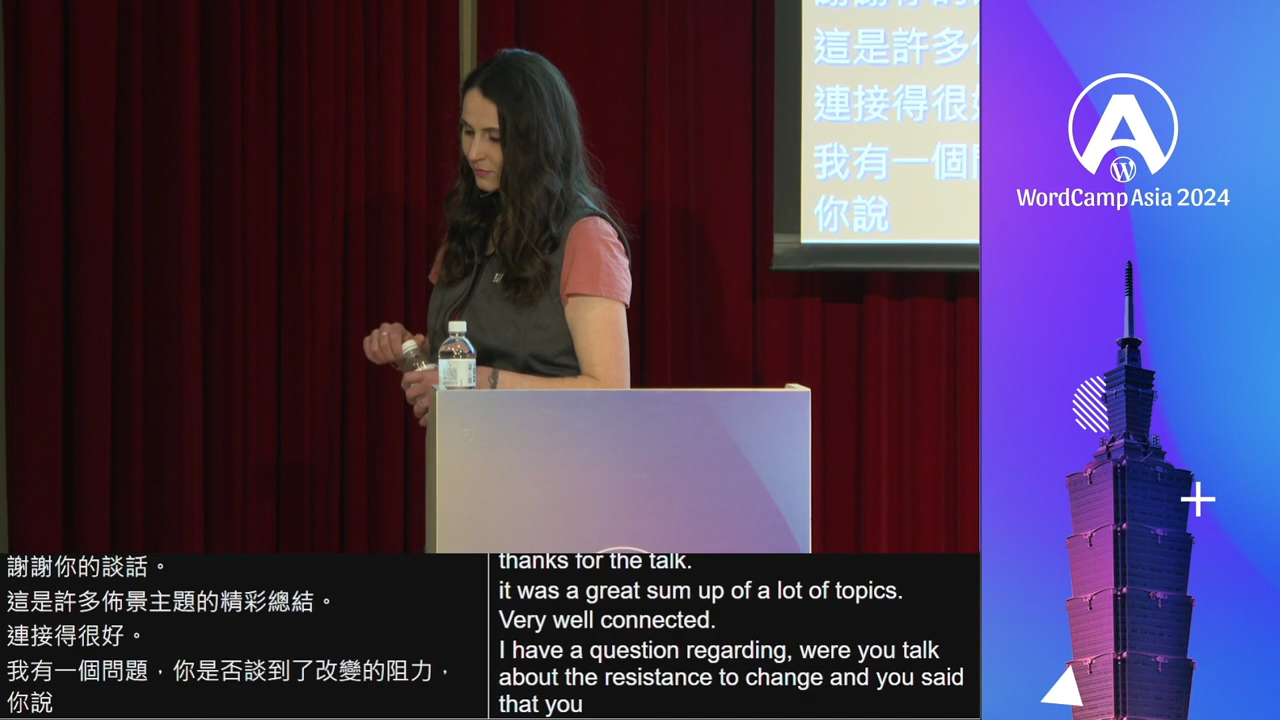 這是許多
連接得很好
我有一個
你說
WordCamp Asia 2024
謝謝你的談話。
這是許多佈景主題的精彩總結。
連接得很好。
我有一個問題，你是否談到了改變的阻力，
你說
thanks for the talk.
it was a great sum up of a lot of topics.
Very well connected.
I have a question regarding, were you talk
about the resistance to change and you said
that you